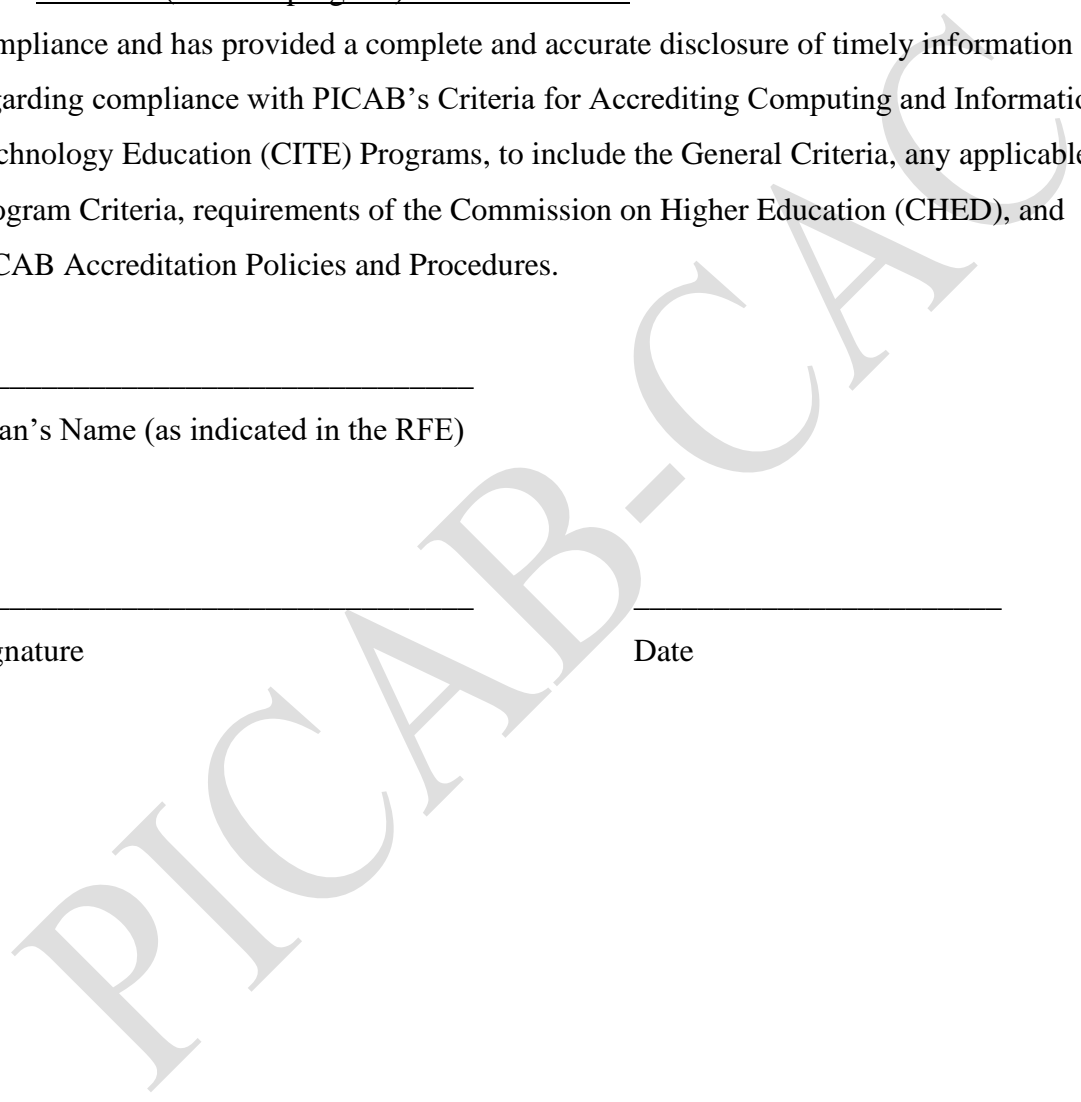 mpliance and has provided a complete and accurate disclosure of timely information
garding compliance with PICAB's Criteria for Accrediting Computing and Informatio
chnology Education (CITE) Programs, to include the General Criteria, any applicable
ogram Criteria, requirements of the Commission on Higher Education (CHED), and
CAB Accreditation Policies and Procedures.
an's Name (as indicated in the RFE)
gnature Date
PICAB-CAC